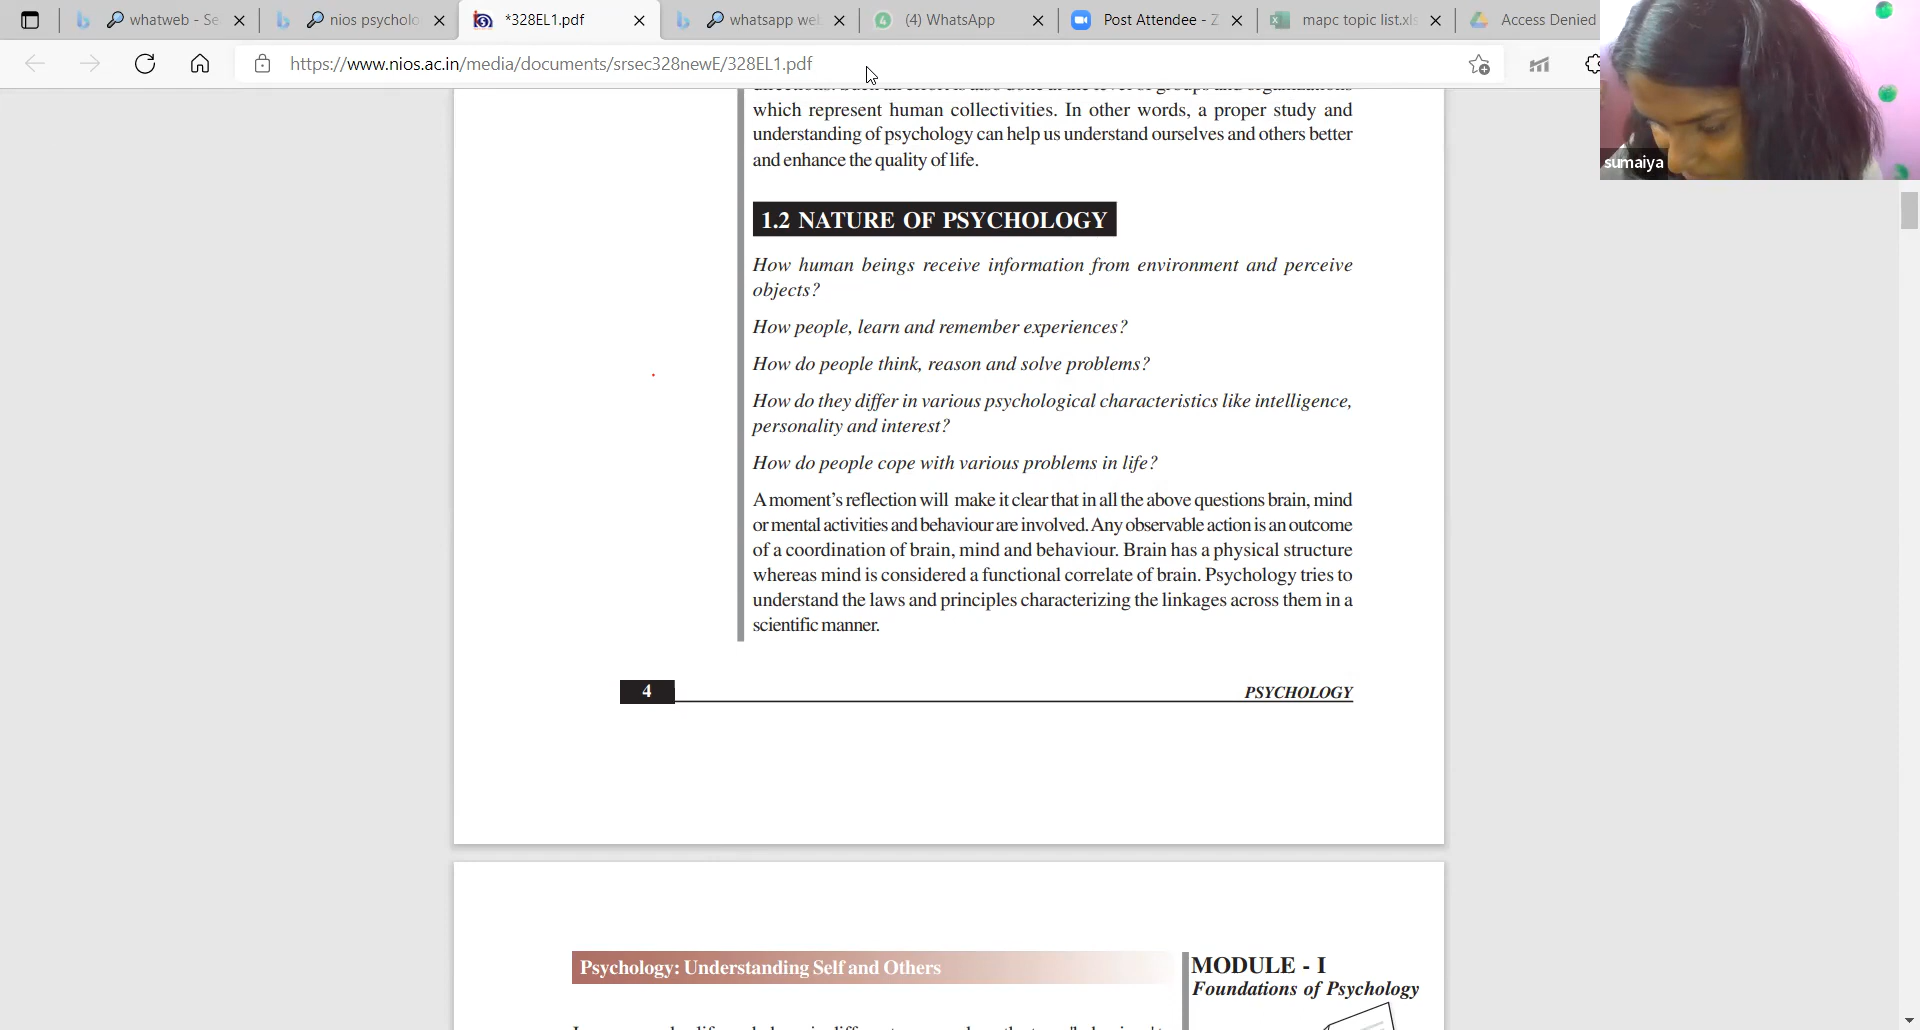 whatweb - Se
nios psycholo
*328EL1.pdf
whatsapp we
(4) WhatsApp
Post Attendee - Z
mapc topic list.xls
Access Denied
https://www.nios.ac.in/media/documents/srsec328newE/328EL1.pdf
sumaiya
which represent human collectivities. In other words, a proper study and
understanding of psychology can help us understand ourselves and others better
and enhance the quality of life.
1.2 NATURE OF PSYCHOLOGY
How human beings receive information from environment and perceive
objects?
How people, learn and remember experiences?
How do people think, reason and solve problems?
How do they differ in various psychological characteristics like intelligence,
personality and interest?
How do people cope with various problems in life?
A moment's reflection will make it clear that in all the above questions brain, mind
or mental activities and behaviour are involved. Any observable action is an outcome
of a coordination of brain, mind and behaviour. Brain has a physical structure
whereas mind is considered a functional correlate of brain. Psychology tries to
understand the laws and principles characterizing the linkages across them in a
scientific manner.
4
PSYCHOLOGY
Psychology: Understanding Self and Others
MODULE - I
Foundations of Psychology